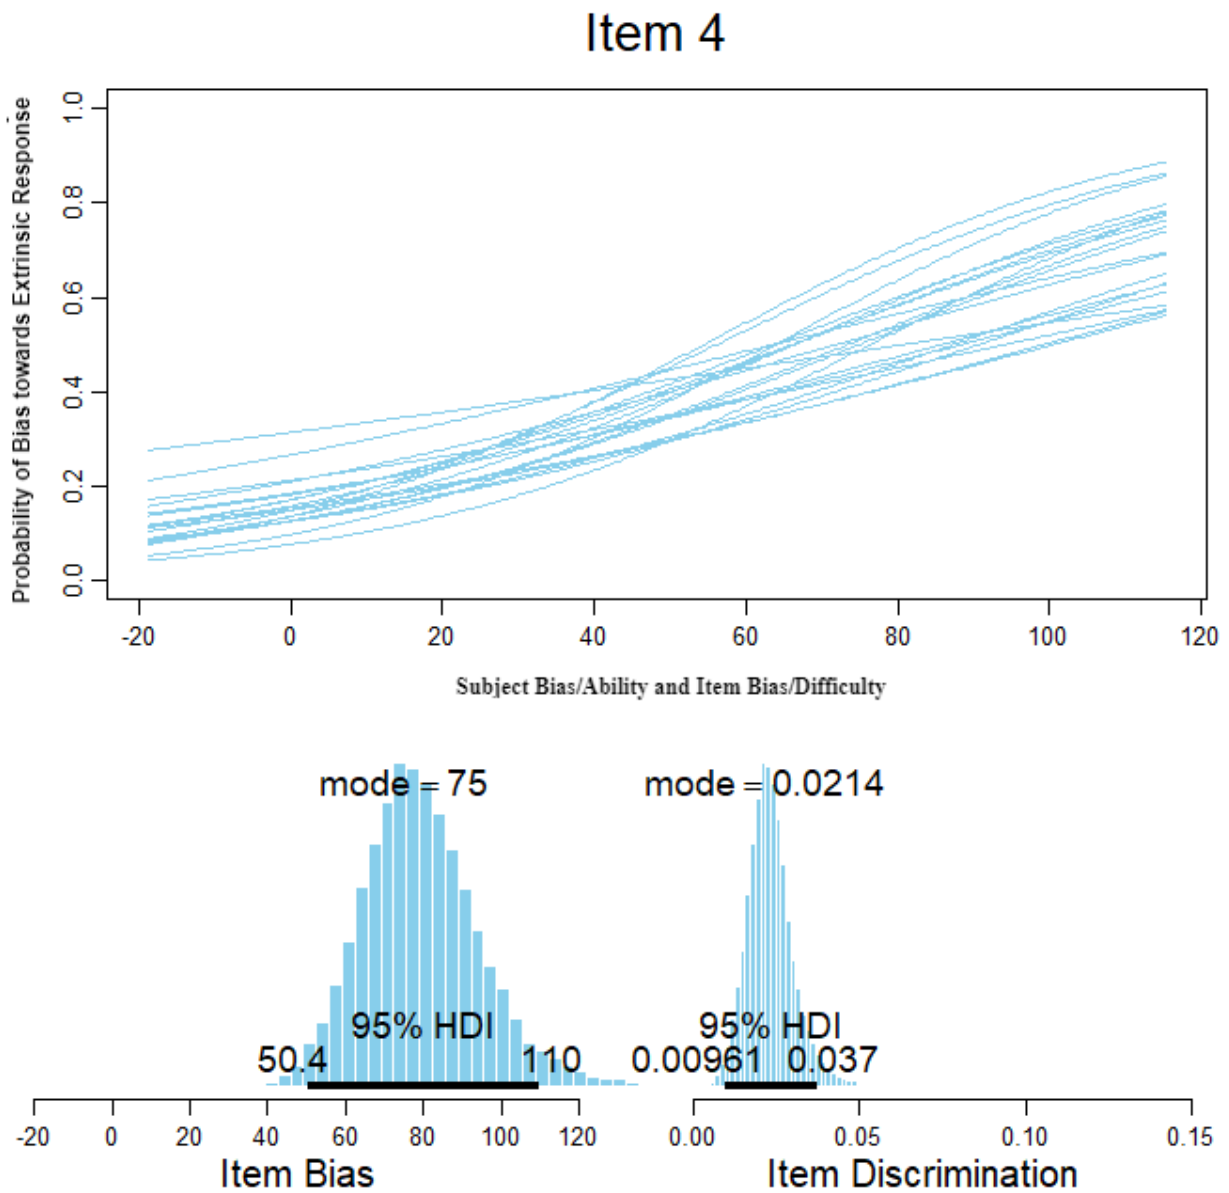 Item 4
Probability of Bias towards Extrinsic Response
1.0
0.8
0.6
0.4
0.2
0.0
-20 0 20 40 60 80 100 120
Subject Bias/Ability and Item Bias/Difficulty
mode = 75
95% HDI
50.4 110
-20 0 20 40 60 80 100 120
Item Bias
mode = 0.0214
95% HDI
0.00961 0.037
0.00 0.05 0.10 0.15
Item Discrimination